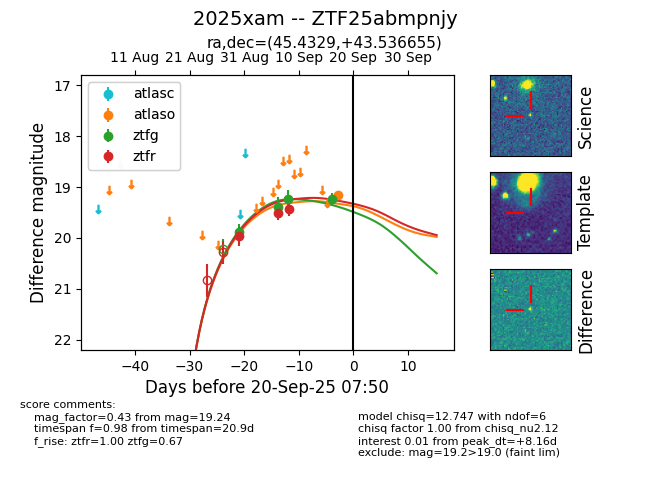 2025xam -- ZTF25abmpnjy
ra,dec=(45.4329,+43.536655)
11 Aug 21 Aug 31 Aug 10 Sep 20 Sep 30 Sep
17
18
19
20
21
22
Difference magnitude
atlasc
atlaso
ztfg
ztfr
−40 −30 −20 −10 0 10
Days before 20-Sep-25 07:50
Science
Template
Difference
score comments:
mag_factor=0.43 from mag=19.24
timespan f=0.98 from timespan=20.9d
f_rise: ztfr=1.00 ztfg=0.67
model chisq=12.747 with ndof=6
chisq factor 1.00 from chisq_nu2.12
interest 0.01 from peak_dt=+8.16d
exclude: mag=19.2>19.0 (faint lim)